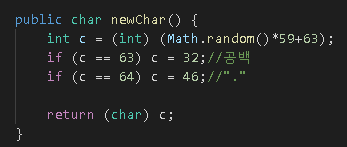 public char newChar() {
int c = (int) (Math.random()*59+63);
if (c == 63) c = 32;//공백
if (c == 64) c = 46;//"."
return (char) c;
}